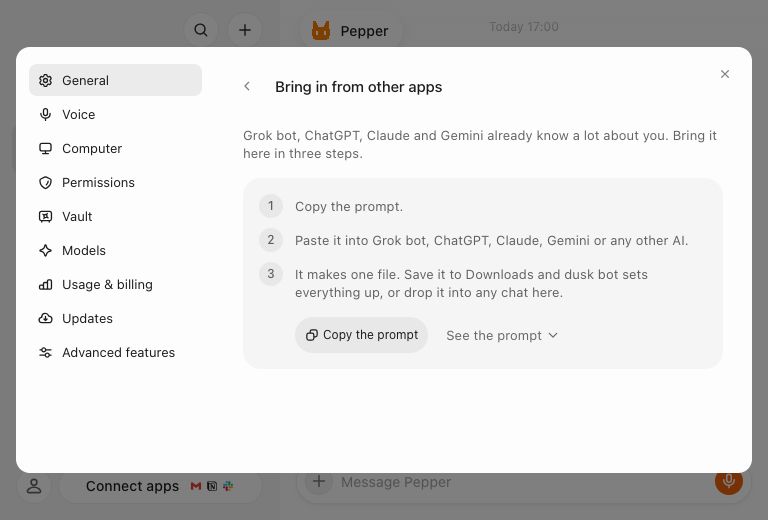 Pepper
Today 17:00
General
Voice
Computer
Permissions
Vault
Models
Usage & billing
Updates
Advanced features
Bring in from other apps
Grok bot, ChatGPT, Claude and Gemini already know a lot about you. Bring it
here in three steps.
1 Copy the prompt.
2 Paste it into Grok bot, ChatGPT, Claude, Gemini or any other AI.
3 It makes one file. Save it to Downloads and dusk bot sets
everything up, or drop it into any chat here.
Copy the prompt
See the prompt
Connect apps
Message Pepper